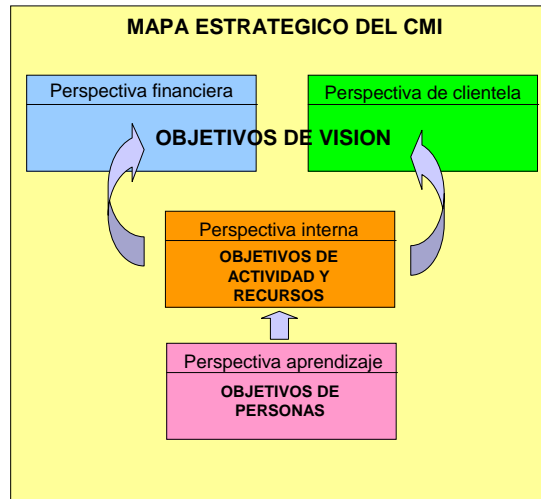 MAPA ESTRATEGICO DEL CMI
Perspectiva financiera
Perspectiva de clientela
OBJETIVOS DE VISION
Perspectiva interna
OBJETIVOS DE
ACTIVIDAD Y
RECURSOS
Perspectiva aprendizaje
OBJETIVOS DE
PERSONAS